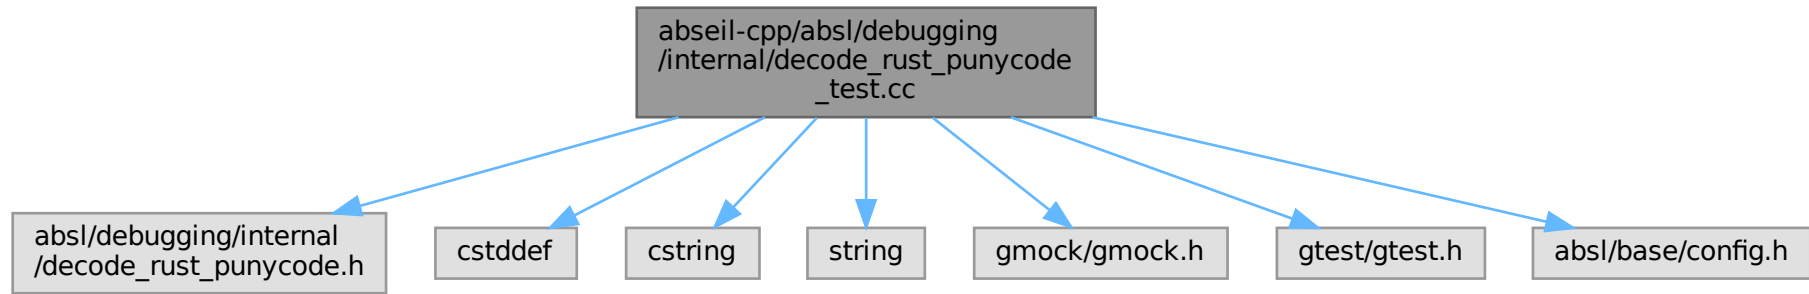 abseil-cpp/absl/debugging
/internal/decode_rust_punycode
_test.cc
absl/debugging/internal
/decode_rust_punycode.h
cstddef
cstring
string
gmock/gmock.h
gtest/gtest.h
absl/base/config.h